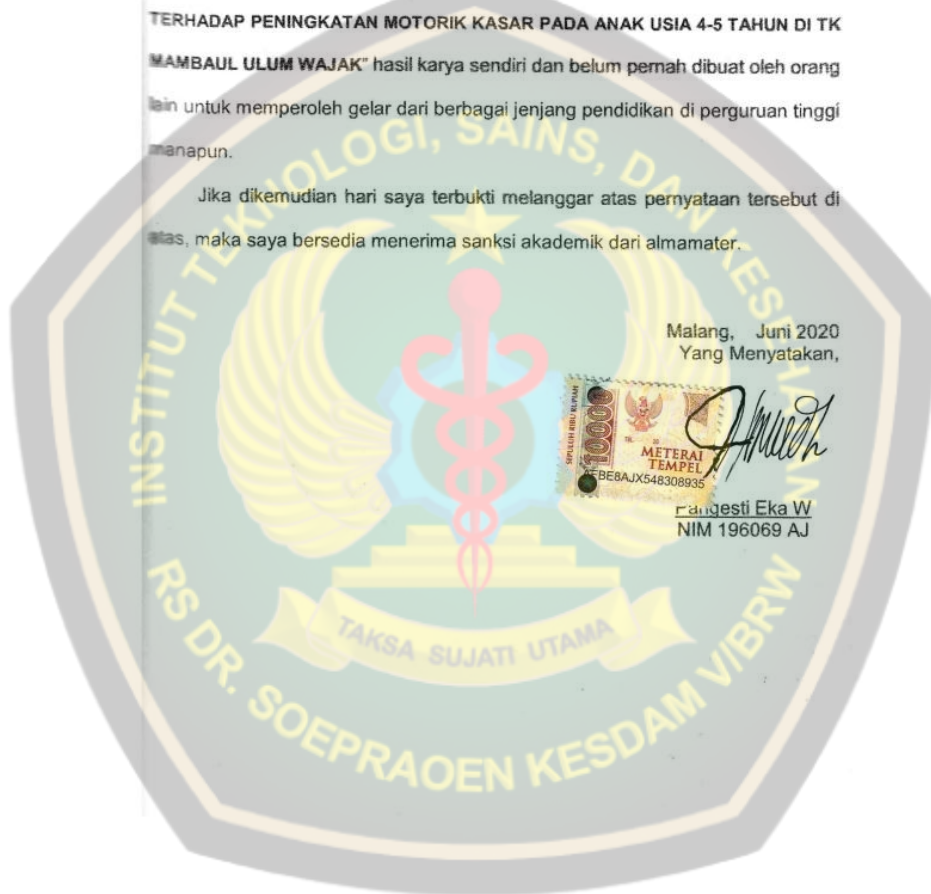 TERHADAP PENINGKATAN MOTORIK KASAR PADA ANAK USIA 4-5 TAHUN DI TK
MAMBAUL ULUM WAJAK" hasil karya sendiri dan belum pernah dibuat oleh orang
lain untuk memperoleh gelar dari berbagai jenjang pendidikan di perguruan tinggi
manapun.
Jika dikemudian hari saya terbukti melanggar atas pernyataan tersebut di
atas, maka saya bersedia menerima sanksi akademik dari almamater.
Malang, Juni 2020
Yang Menyatakan,
SEPULUH RIBU RUPIAH
10000
METERAI
TEMPEL
EBE8AJX548308935
Pangesti Eka W
NIM 196069 AJ
INSTITUT TEKNOLOGI, SAINS, DAN KESEHATAN
RS DR. SOEPRAOEN KESDAM V/BRW
TAKSA SUJATI UTAMA